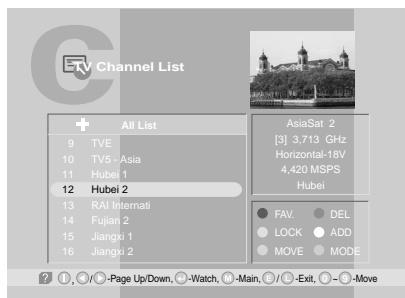 C
TV Channel List
All List
9 TVE
10 TV5 - Asia
11 Hubei 1
12 Hubei 2
13 RAI Internati
14 Fujian 2
15 Jiangxi 1
16 Jiangxi 2
AsiaSat 2
[3] 3,713 GHz
Horizontal-18V
4,420 MSPS
Hubei
FAV. DEL
LOCK ADD
MOVE MODE
? , / -Page Up/Down, -Watch, M -Main, E / L -Exit, 0 - 9 -Move